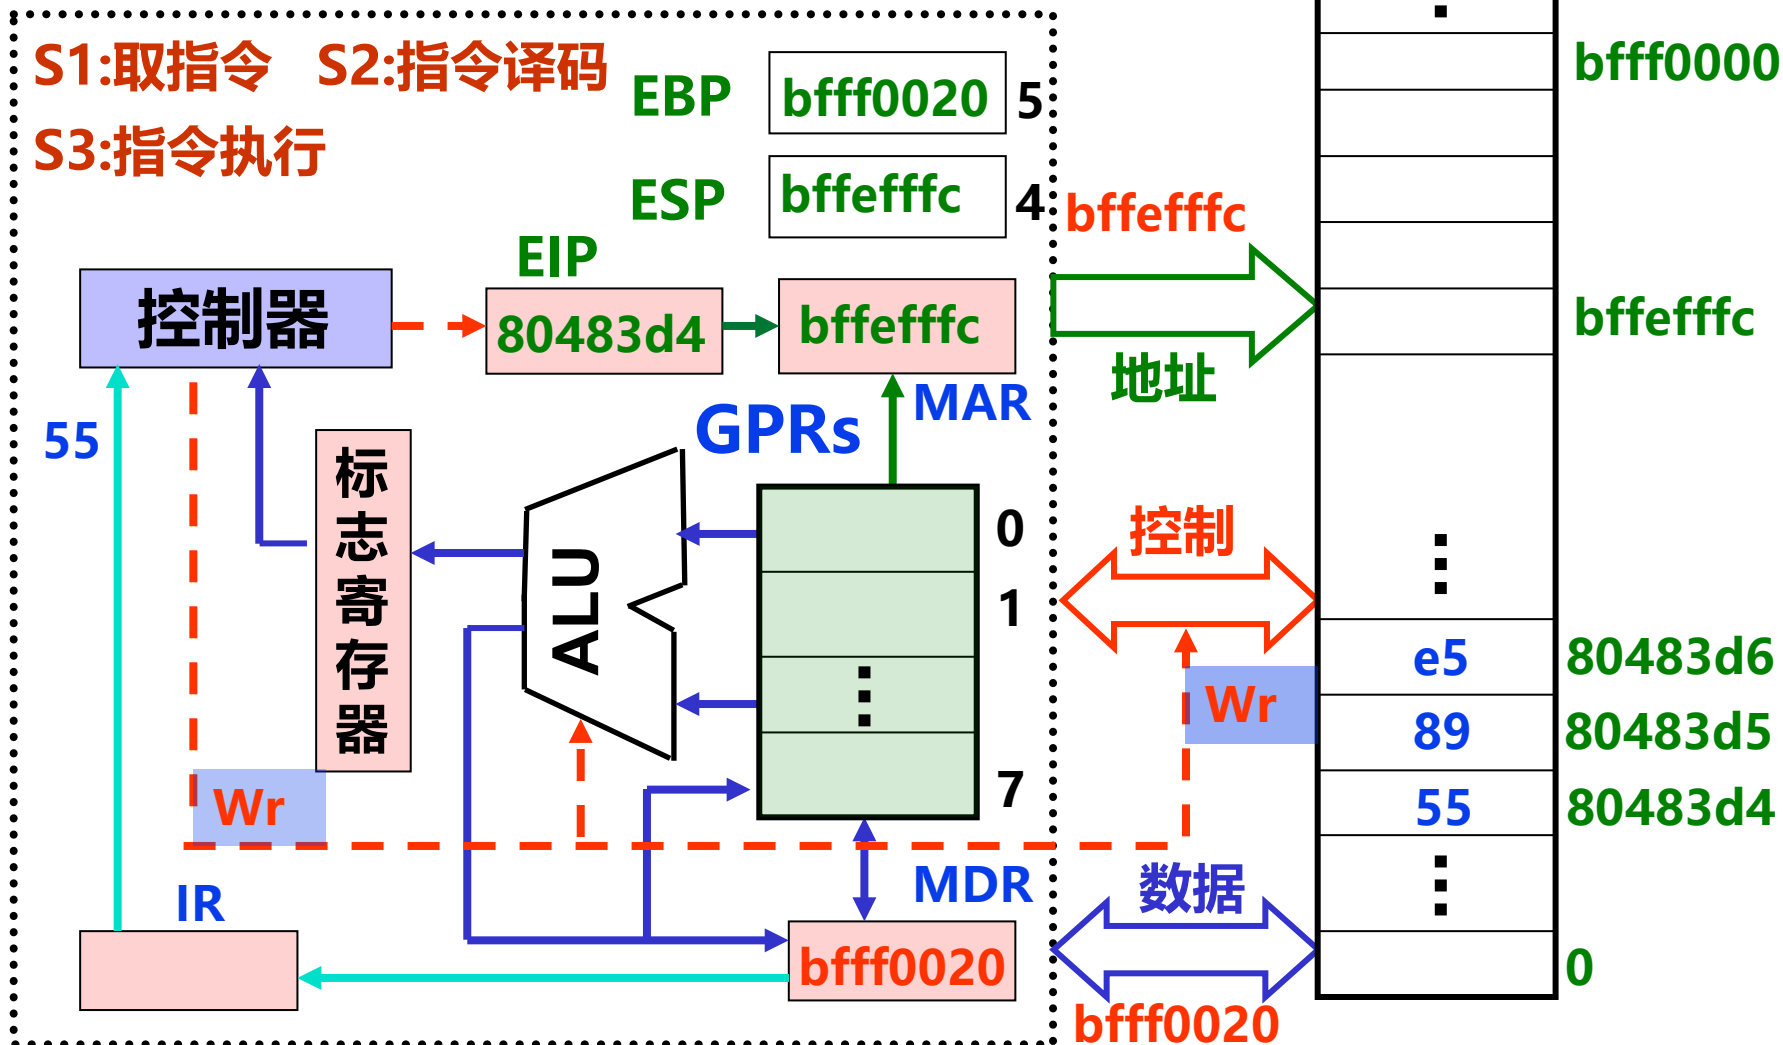 S1:取指令 S2:指令译码
S3:指令执行
EBP
bfff0020
5
ESP
bffefffc
4
EIP
控制器
80483d4
bffefffc
MAR
GPRs
55
标志寄存器
ALU
0
1
7
Wr
IR
MDR
bfff0020
bffefffc
地址
控制
Wr
数据
bfff0020
bfff0000
bffefffc
e5
80483d6
89
80483d5
55
80483d4
0